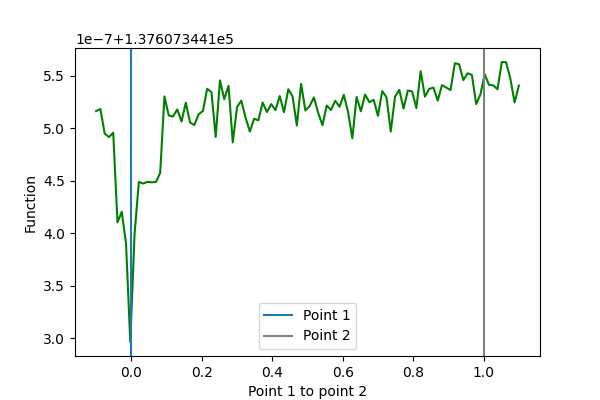 1e-7+1.376073441e5
5.5
5.0
4.5
4.0
3.5
3.0
Function
Point 1
Point 2
0.0 0.2 0.4 0.6 0.8 1.0
Point 1 to point 2